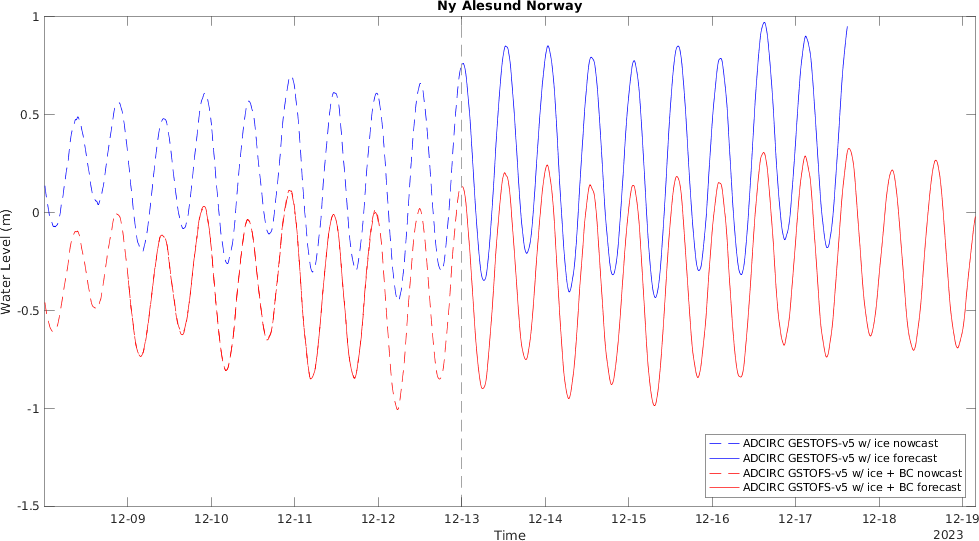 Ny Alesund Norway
1
0.5
0
-0.5
-1
-1.5
Water Level (m)
ADCIRC GESTOFS-v5 w/ ice nowcast
ADCIRC GESTOFS-v5 w/ ice forecast
ADCIRC GSTOFS-v5 w/ ice + BC nowcast
ADCIRC GSTOFS-v5 w/ ice + BC forecast
12-09 12-10 12-11 12-12 12-13 12-14 12-15 12-16 12-17 12-18 12-19
Time
2023